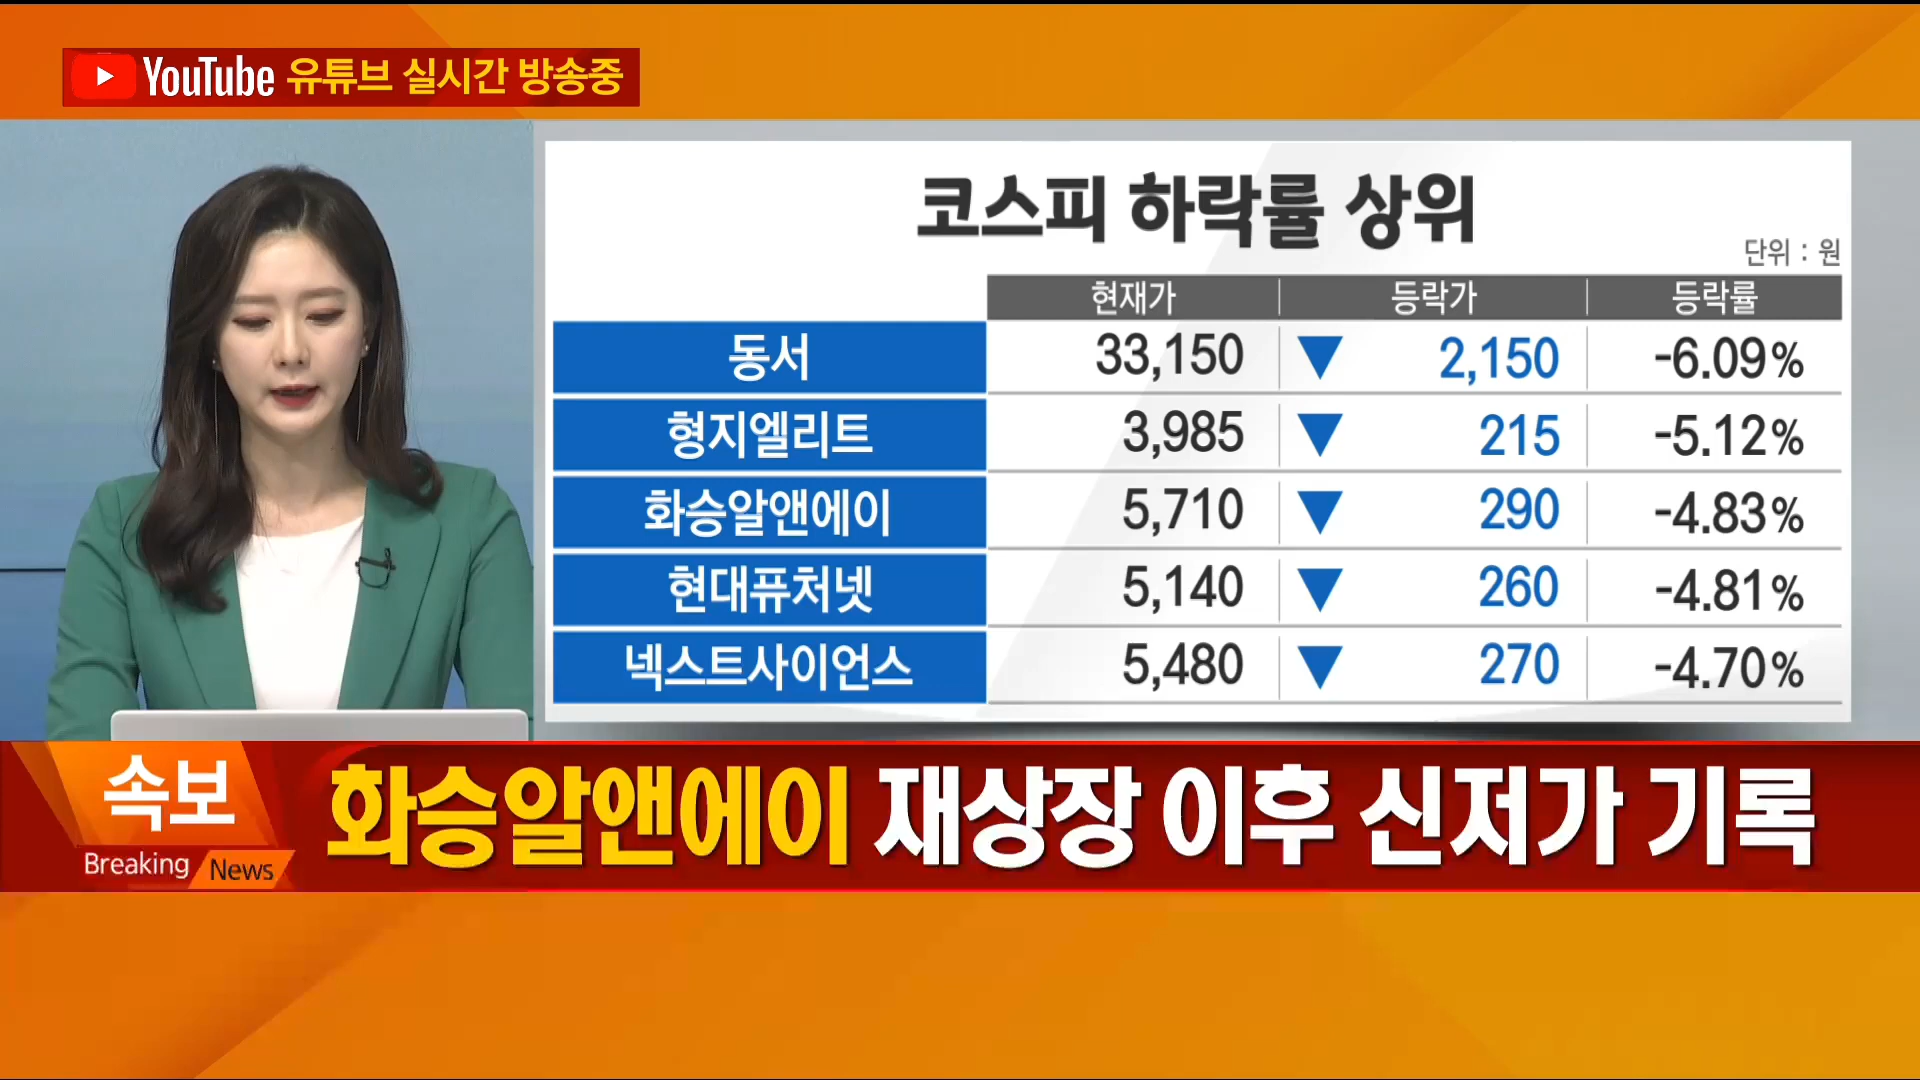 YouTube 유튜브 실시간 방송중
코스피 하락률 상위
단위 : 원
현재가 등락가 등락률
동서 33,150 ▼ 2,150 -6.09%
형지엘리트 3,985 ▼ 215 -5.12%
화승알앤에이 5,710 ▼ 290 -4.83%
현대퓨처넷 5,140 ▼ 260 -4.81%
넥스트사이언스 5,480 ▼ 270 -4.70%
속보
Breaking News
화승알앤에이 재상장 이후 신저가 기록